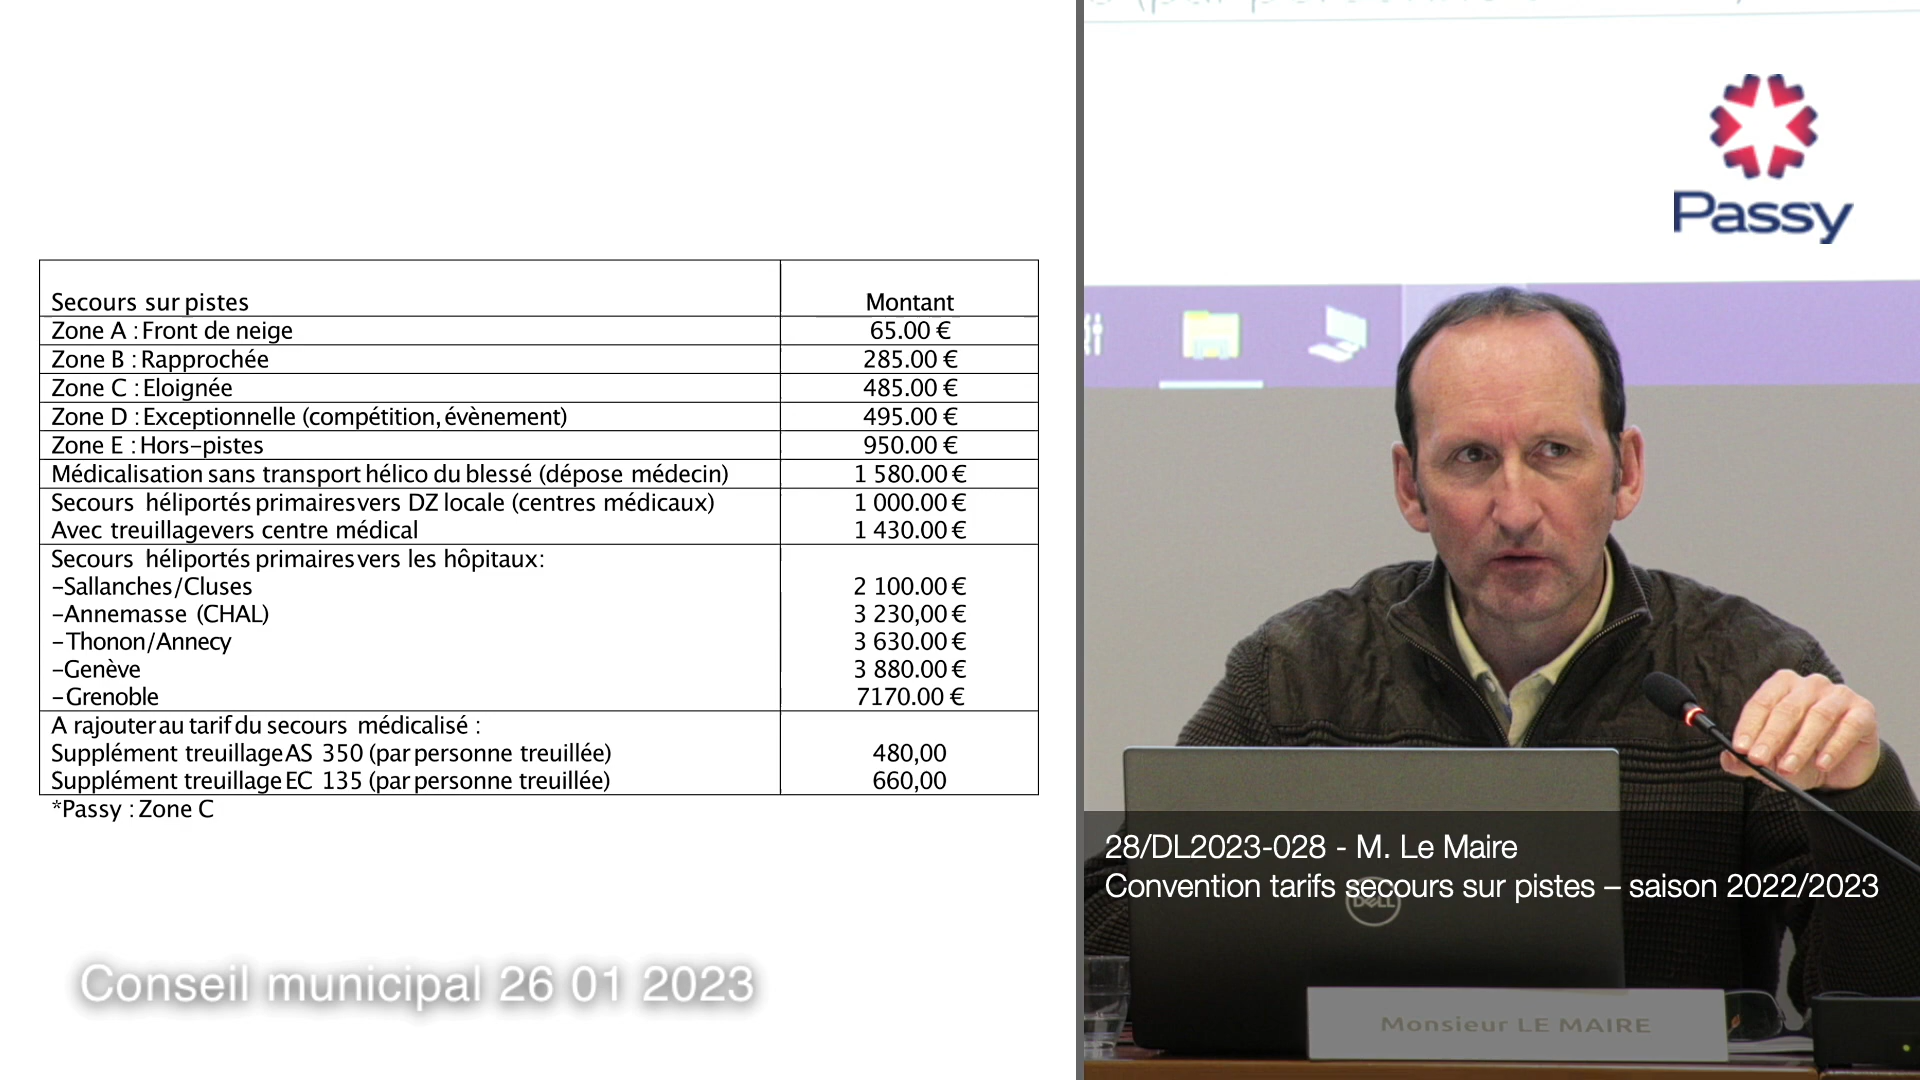 Secours sur pistes Montant
Zone A : Front de neige 65.00 €
Zone B : Rapprochée 285.00 €
Zone C : Eloignée 485.00 €
Zone D : Exceptionnelle (compétition, évènement) 495.00 €
Zone E : Hors-pistes 950.00 €
Médicalisation sans transport hélico du blessé (dépose médecin) 1 580.00 €
Secours héliportés primaires vers DZ locale (centres médicaux) 1 000.00 €
Avec treuillage vers centre médical 1 430.00 €
Secours héliportés primaires vers les hôpitaux:
-Sallanches/Cluses 2 100.00 €
-Annemasse (CHAL) 3 230,00 €
-Thonon/Annecy 3 630.00 €
-Genève 3 880.00 €
-Grenoble 7170.00 €
A rajouter au tarif du secours médicalisé :
Supplément treuillage AS 350 (par personne treuillée) 480,00
Supplément treuillage EC 135 (par personne treuillée) 660,00
*Passy : Zone C
Conseil municipal 26 01 2023
Passy
28/DL2023-028 - M. Le Maire
Convention tarifs secours sur pistes – saison 2022/2023
DELL
Monsieur LE MAIRE